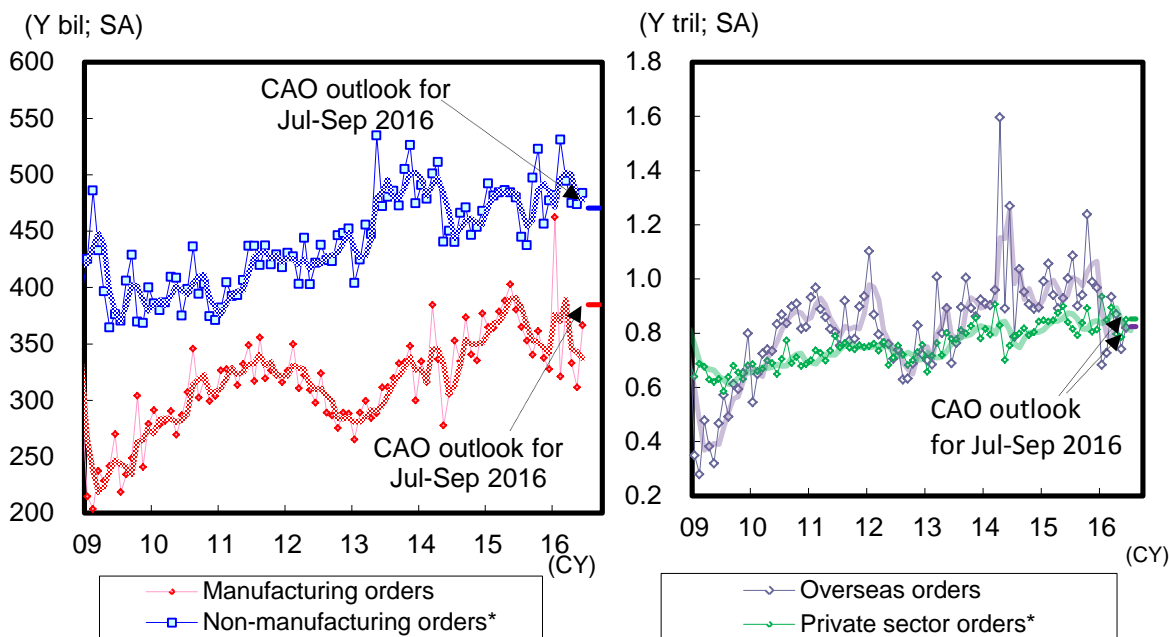 (Y bil; SA)
600
550
500
450
400
350
300
250
200
CAO outlook for
Jul-Sep 2016
CAO outlook for
Jul-Sep 2016
09 10 11 12 13 14 15 16
(CY)
Manufacturing orders
Non-manufacturing orders*
(Y tril; SA)
1.8
1.6
1.4
1.2
1.0
0.8
0.6
0.4
0.2
CAO outlook
for Jul-Sep 2016
09 10 11 12 13 14 15 16
(CY)
Overseas orders
Private sector orders*